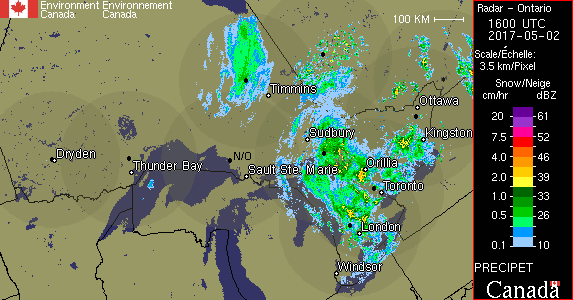 Environment Environnement
Canada Canada
100 KM
Timmins
Ottawa
Sudbury
Kingston
Dryden
Thunder Bay
N/O
Sault Ste. Marie
Orillia
Toronto
London
Windsor
Radar - Ontario
1600 UTC
2017-05-02
Scale/Échelle:
3.5 km/Pixel
Snow/Neige
cm/hr dBZ
20 61
7.5 52
4.0 46
2.0 39
1.0 33
0.5 26
0.1 10
PRECIPET
Canada